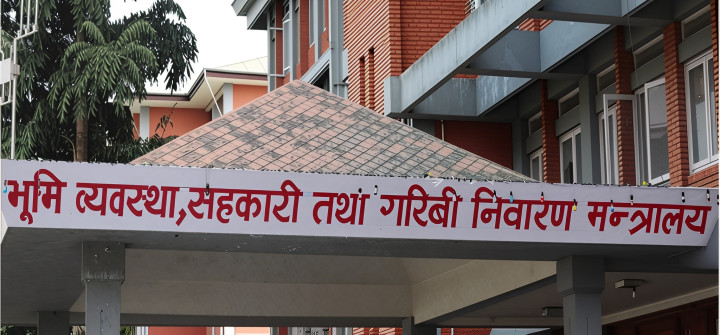 भूमि व्यवस्था,सहकारी तथा गरिबी निवारण मन्त्रालय